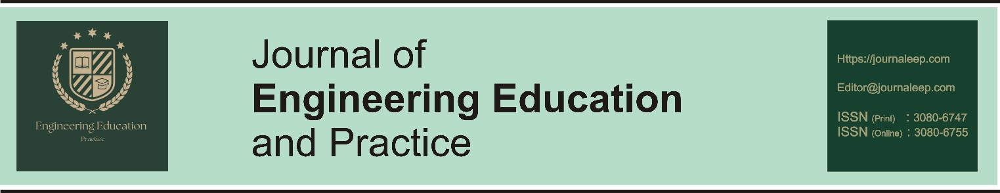 Engineering Education
Practice
Journal of
Engineering Education
and Practice
Https://journaleep.com
Editor@journaleep.com
ISSN (Print) : 3080-6747
ISSN (Online) : 3080-6755